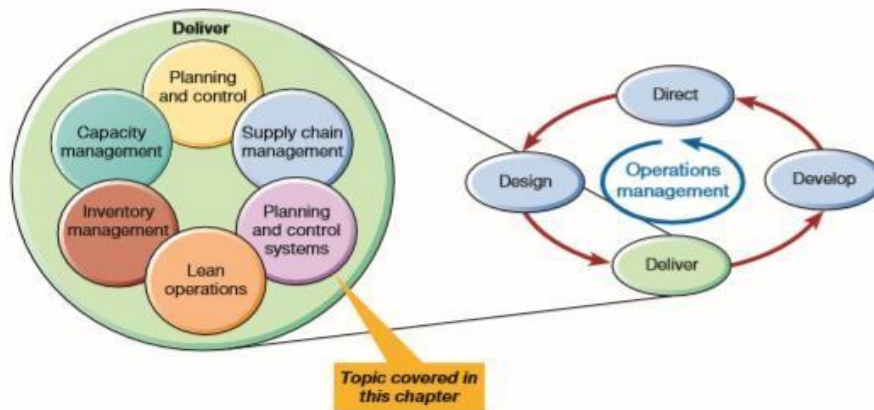 Deliver
Planning
and control
Capacity
management
Supply chain
management
Inventory
management
Planning
and control
systems
Lean
operations
Topic covered in
this chapter
Direct
Design
Operations
management
Develop
Deliver